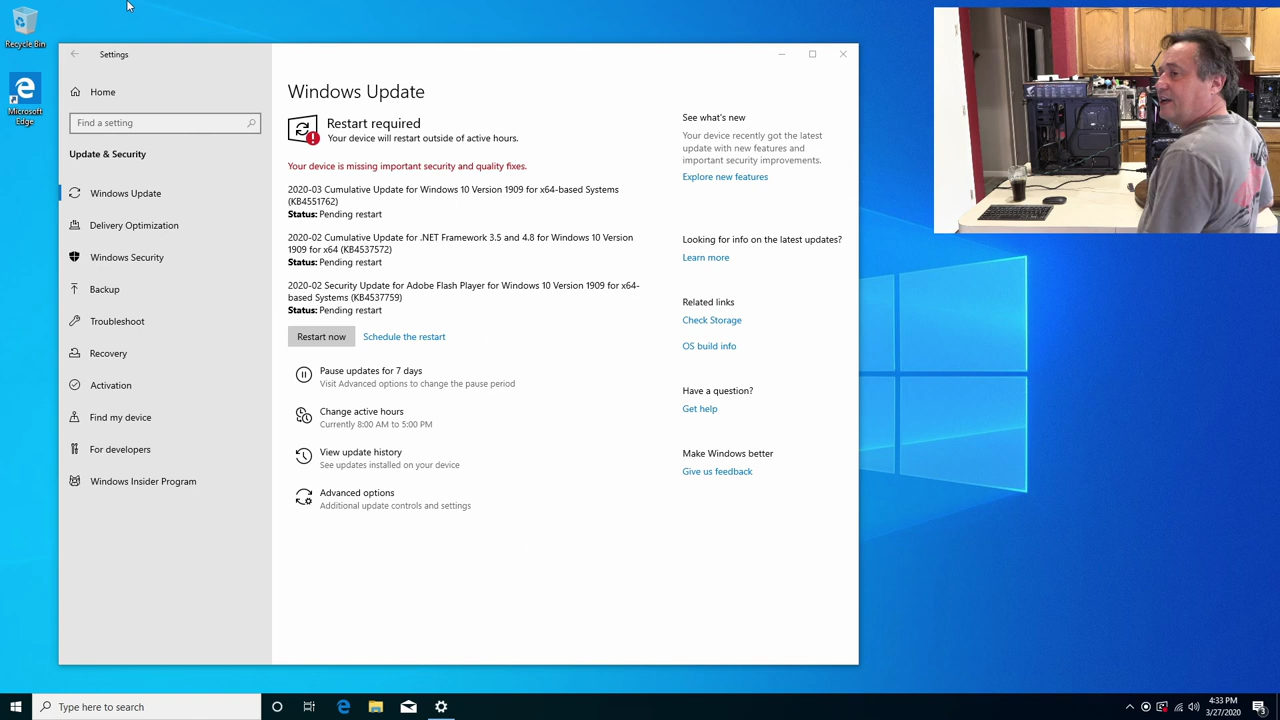 Recycle Bin
Microsoft
Edge
Settings
Home
Find a setting
Update & Security
Windows Update
Delivery Optimization
Windows Security
Backup
Troubleshoot
Recovery
Activation
Find my device
For developers
Windows Insider Program
Windows Update
Restart required
Your device will restart outside of active hours.
Your device is missing important security and quality fixes.
2020-03 Cumulative Update for Windows 10 Version 1909 for x64-based Systems
(KB4551762)
Status: Pending restart
2020-02 Cumulative Update for .NET Framework 3.5 and 4.8 for Windows 10 Version
1909 for x64 (KB4537572)
Status: Pending restart
2020-02 Security Update for Adobe Flash Player for Windows 10 Version 1909 for x64-
based Systems (KB4537759)
Status: Pending restart
Restart now
Schedule the restart
Pause updates for 7 days
Visit Advanced options to change the pause period
Change active hours
Currently 8:00 AM to 5:00 PM
View update history
See updates installed on your device
Advanced options
Additional update controls and settings
See what's new
Your device recently got the latest
update with new features and
important security improvements.
Explore new features
Looking for info on the latest updates?
Learn more
Related links
Check Storage
OS build info
Have a question?
Get help
Make Windows better
Give us feedback
Type here to search
4:33 PM
3/27/2020
3